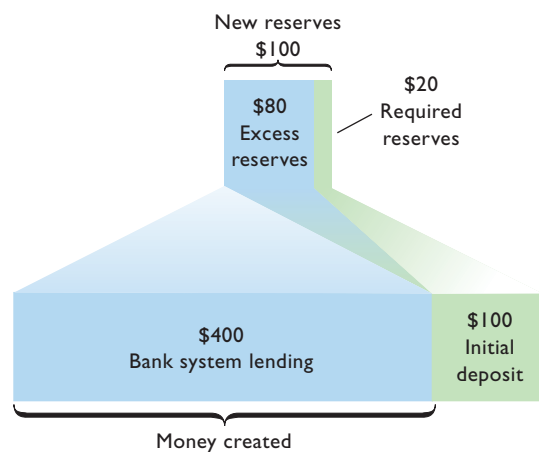 New reserves
$100
$80
Excess
reserves
$20
Required
reserves
$400
Bank system lending
$100
Initial
deposit
Money created